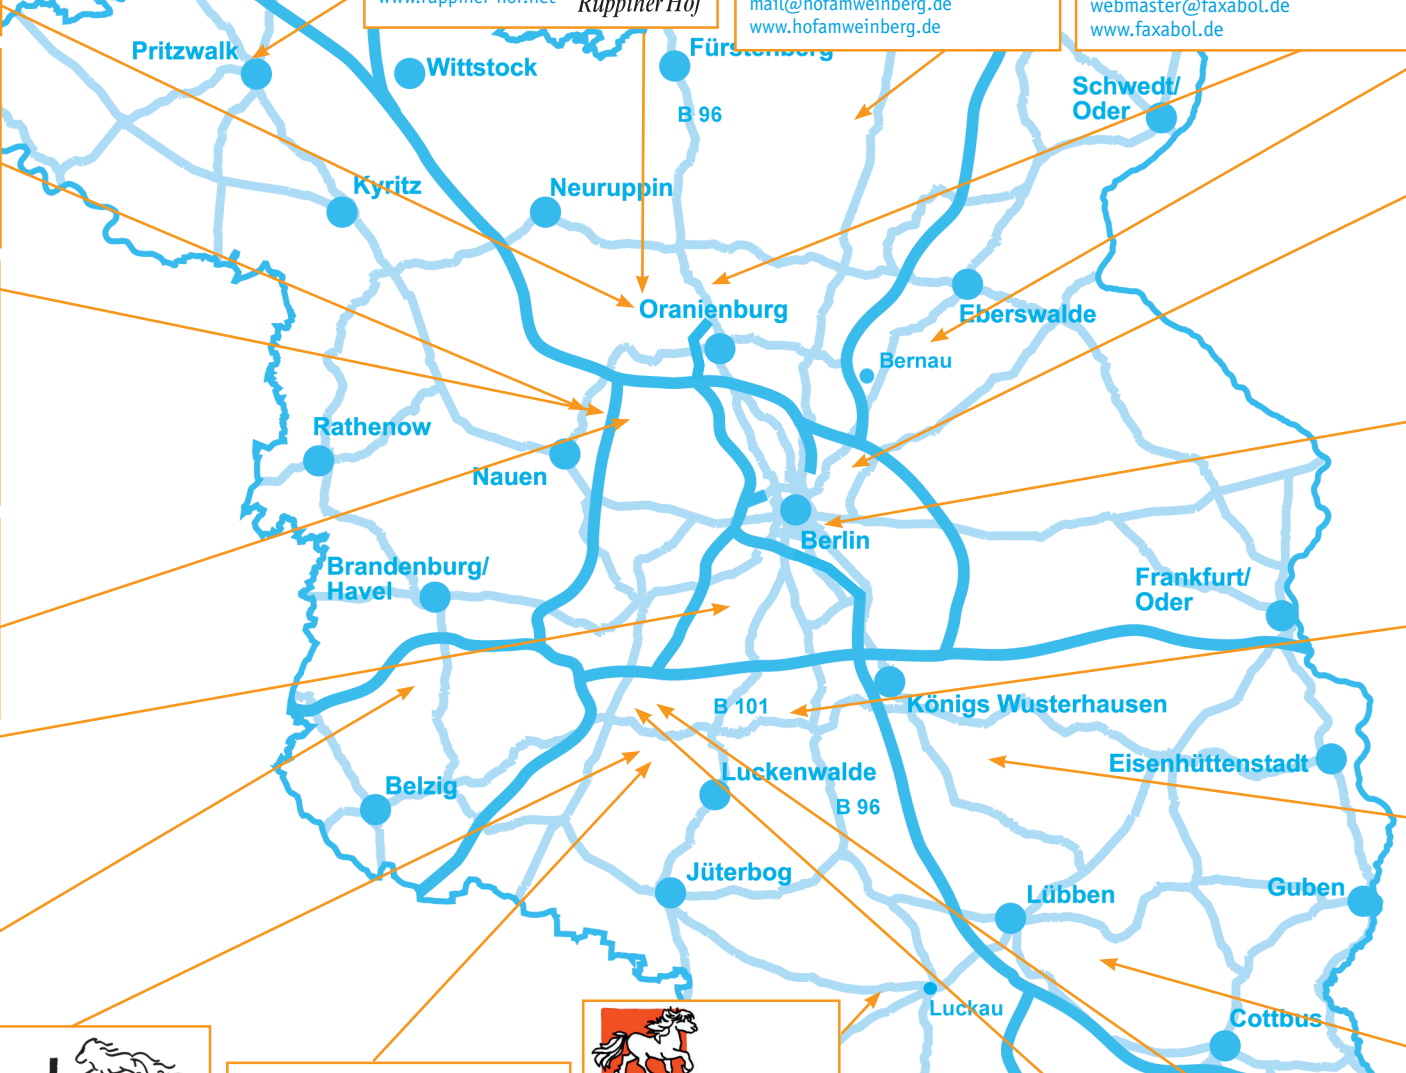 www.ruppiner-hof.net
Ruppiner Hof
mail@hofamweinberg.de
www.hofamweinberg.de
webmaster@faxabol.de
www.faxabol.de
Pritzwalk
Wittstock
Fürstenberg
B 96
Schwedt/
Oder
Kyritz
Neuruppin
Oranienburg
Eberswalde
Bernau
Rathenow
Nauen
Berlin
Brandenburg/
Havel
Frankfurt/
Oder
B 101
Königs Wusterhausen
Eisenhüttenstadt
Luckenwalde
Belzig
B 96
Jüterbog
Lübben
Guben
Luckau
Cottbus